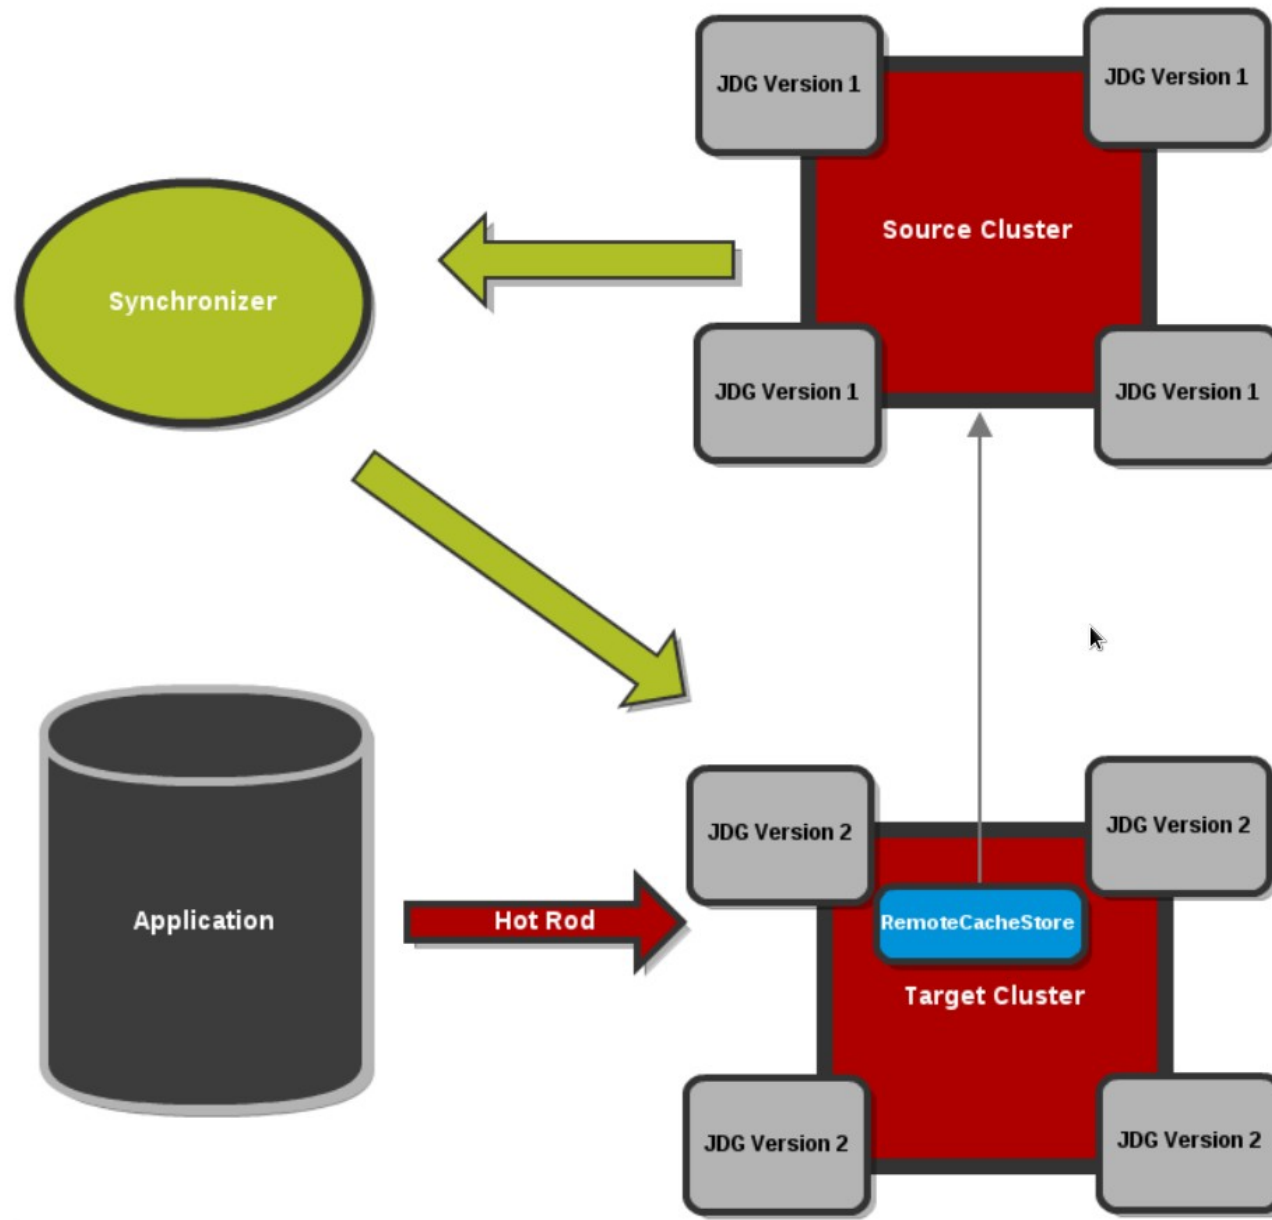 JDG Version 1
JDG Version 1
Source Cluster
Synchronizer
JDG Version 1
JDG Version 1
JDG Version 2
JDG Version 2
Application
Hot Rod
RemoteCacheStore
Target Cluster
JDG Version 2
JDG Version 2